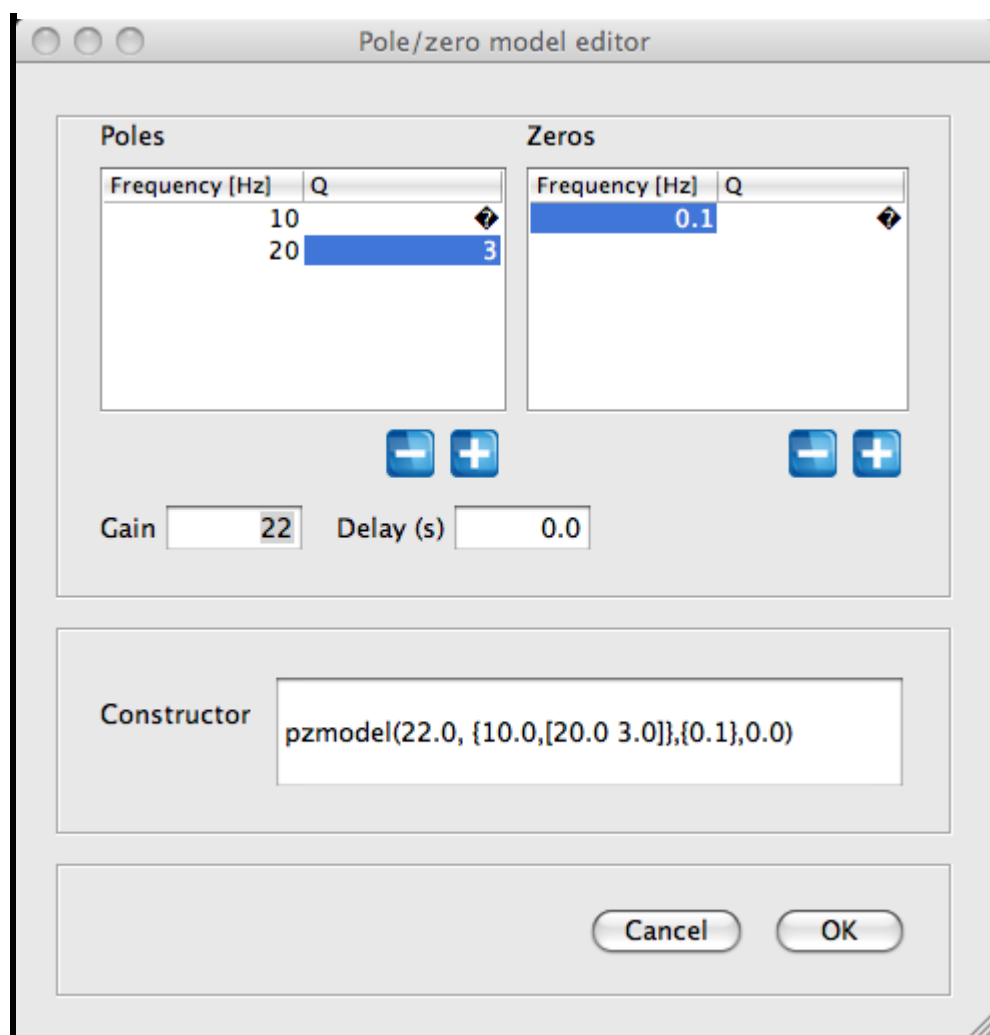 Pole/zero model editor
Poles
Zeros
Frequency [Hz] Q
10 �
20 3
Frequency [Hz] Q
0.1 �
Gain 22 Delay (s) 0.0
Constructor
pzmodel(22.0, {10.0,[20.0 3.0]},{0.1},0.0)
Cancel OK